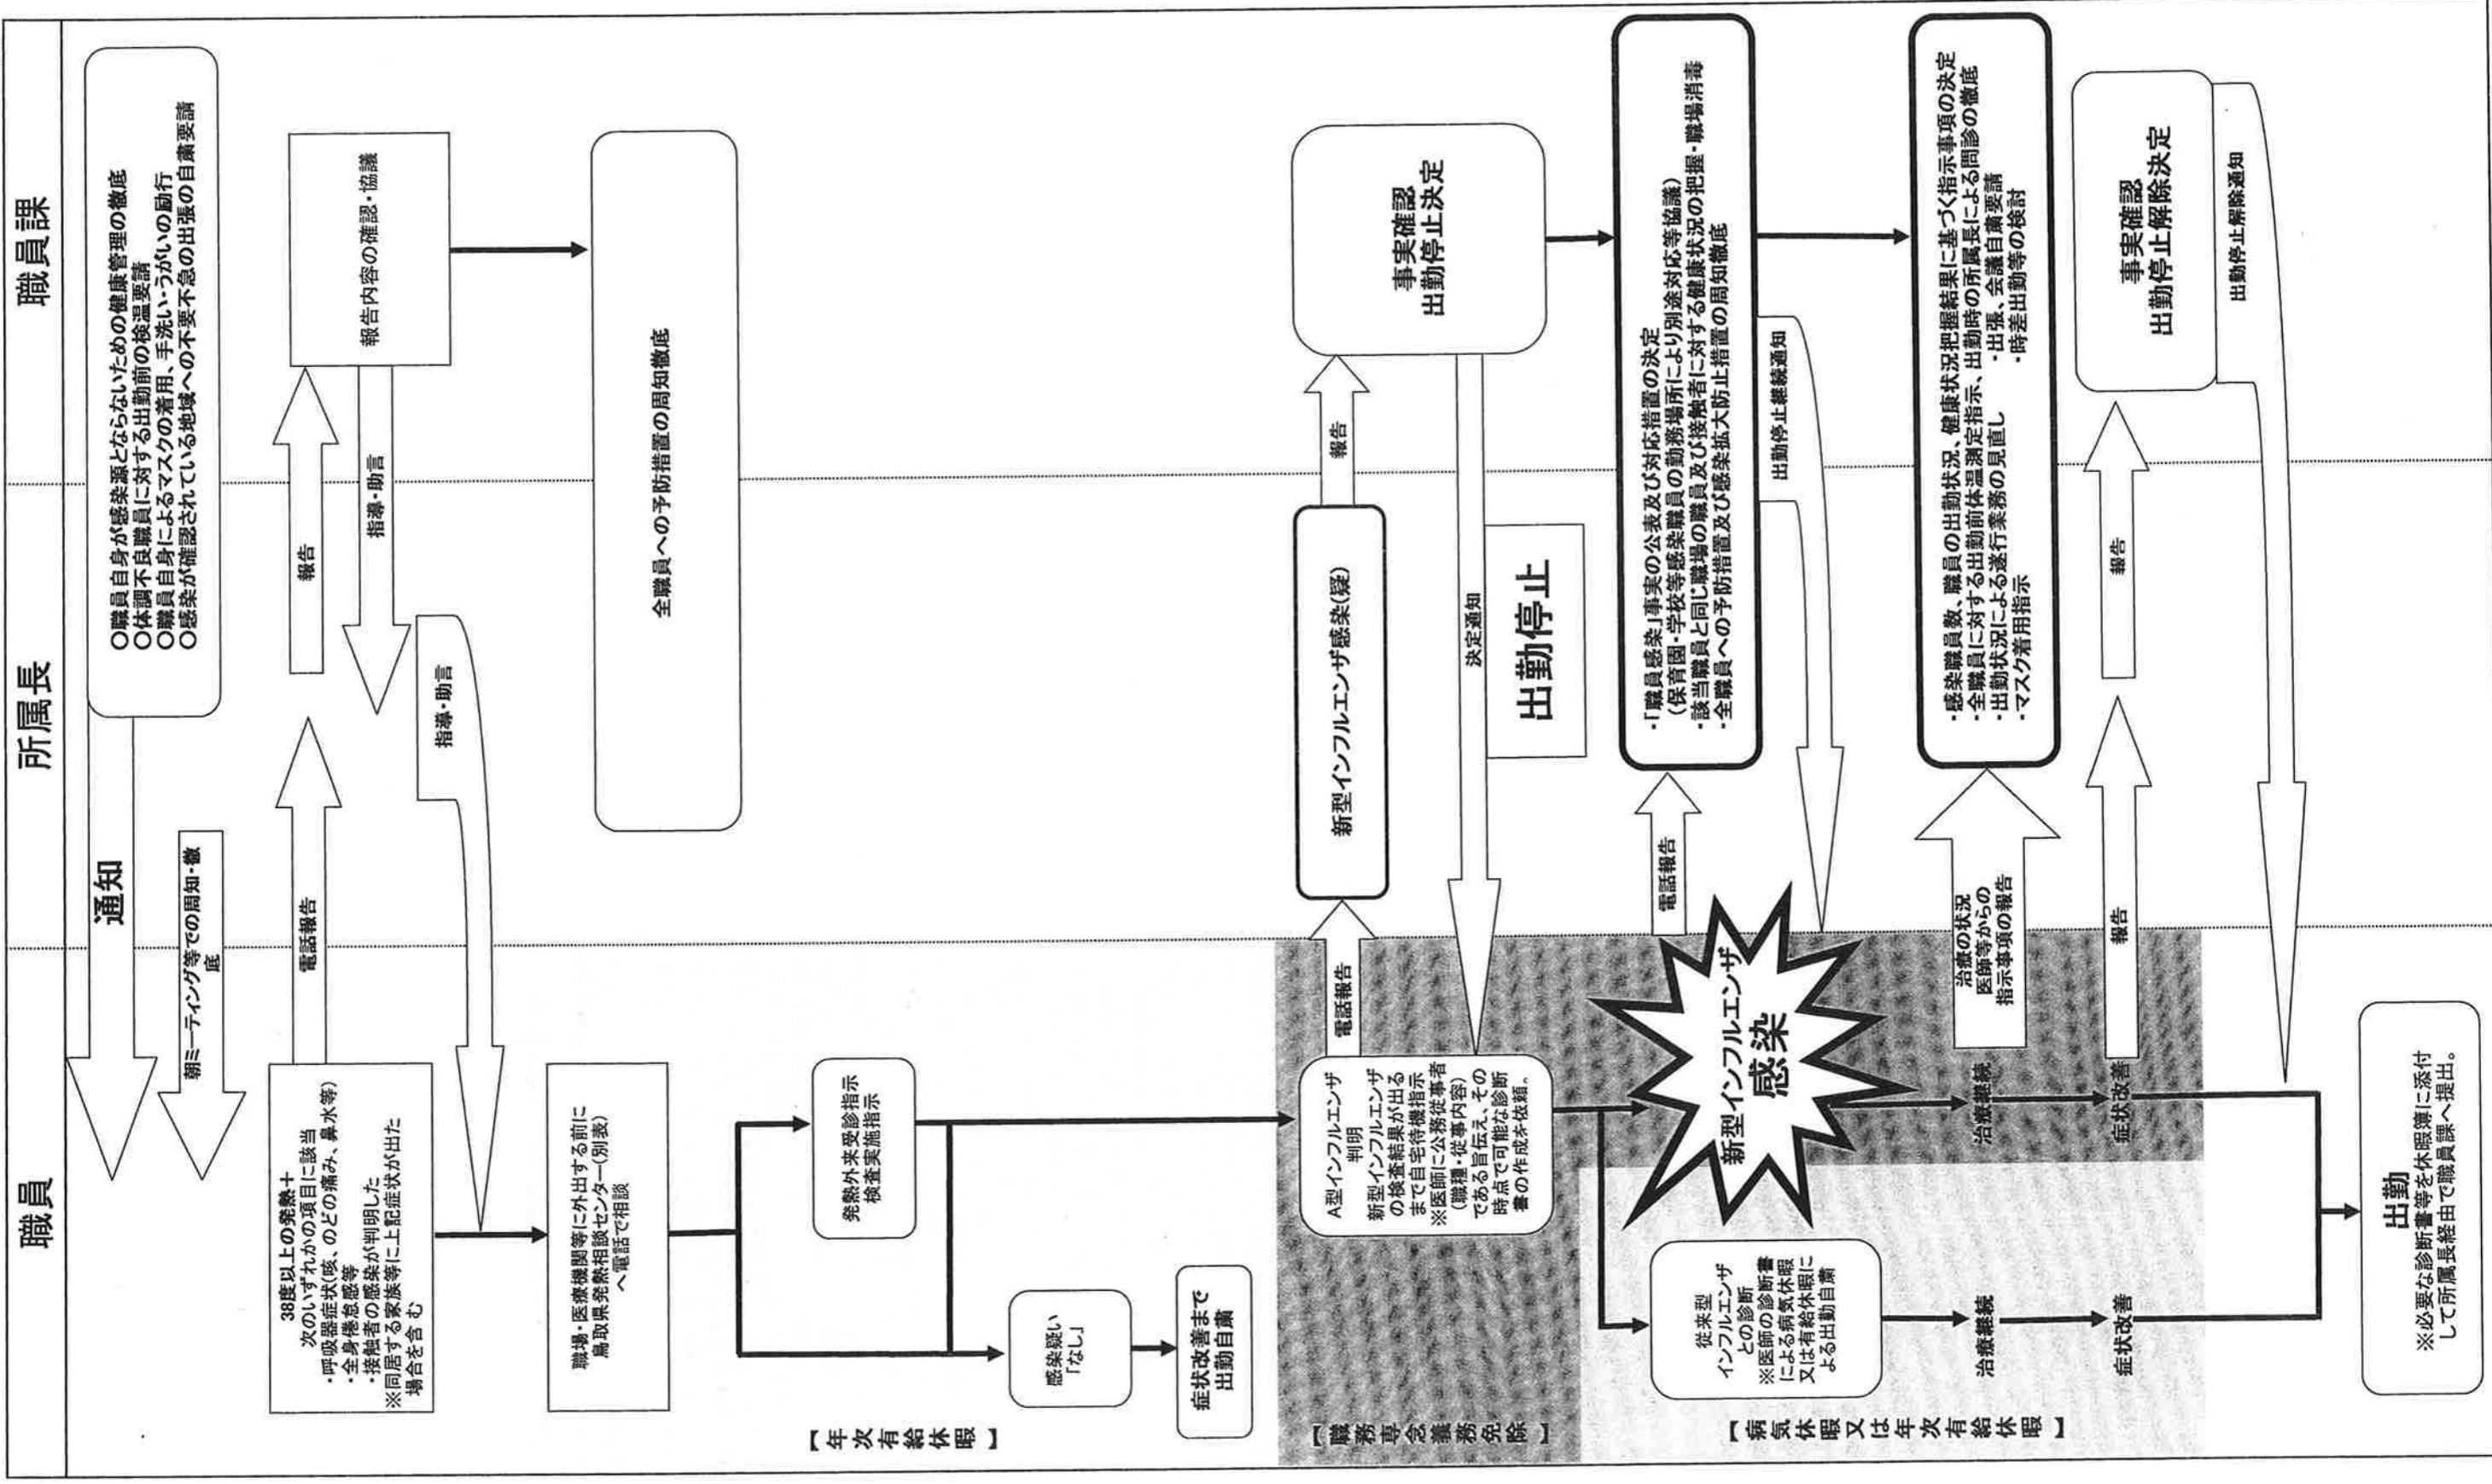 職員
所属長
職員課
通知
○職員自身が感染源とならないための健康管理の徹底
○体調不良職員に対する出勤前の検温要請
○職員自身によるマスクの着用、手洗い・うがいの励行
○感染が確認されている地域への不要不急の出張の自粛要請
朝ミーティング等での周知・徹
底
38度以上の発熱＋
次のいずれかの項目に該当
・呼吸器症状(咳、のどの痛み、鼻水等)
・全身倦怠感等
・接触者の感染が判明した
※同居する家族等に上記症状が出た
場合を含む
電話報告
報告
報告内容の確認・協議
指導・助言
指導・助言
職場・医療機関等に外出する前に
鳥取県発熱相談センター(別表)
へ電話で相談
全職員への予防措置の周知徹底
発熱外来受診指示
検査実施指示
【年次有給休暇】
感染疑い
「なし」
症状改善まで
出勤自粛
【職務専念義務免除】
A型インフルエンザ
判明
新型インフルエンザ
の検査結果が出る
まで自宅待機指示
※医師に公務従事者
(職種・従事内容)
である旨伝え、その
時点で可能な診断
書の作成を依頼。
電話報告
新型インフルエンザ感染(疑)
報告
事実確認
出勤停止決定
決定通知
出勤停止
【病気休暇又は年次有給休暇】
従来型
インフルエンザ
との診断
※医師の診断書
による病気休暇
又は有給休暇に
よる出勤自粛
新型インフルエンザ
感染
電話報告
・「職員感染」事実の公表及び対応措置の決定
(保育園・学校等感染職員の勤務場所により別途対応等協議)
・該当職員と同じ職場の職員及び接触者に対する健康状況の把握・職場消毒
・全職員への予防措置及び感染拡大防止措置の周知徹底
出勤停止継続通知
治療継続
治療継続
治療の状況
医師等からの
指示事項の報告
・感染職員数、職員の出勤状況、健康状況把握結果に基づく指示事項の決定
・全職員に対する出勤前体温測定指示、出勤時の所属長による問診の徹底
・出勤状況による遂行業務の見直し　・出張、会議自粛要請
・マスク着用指示　・時差出勤等の検討
症状改善
症状改善
報告
報告
事実確認
出勤停止解除決定
出勤停止解除通知
出勤
※必要な診断書等を休暇簿に添付
して所属長経由で職員課へ提出。